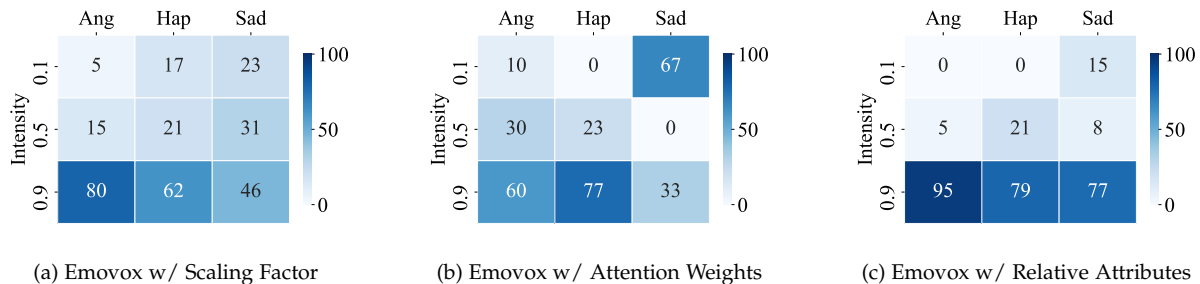 Ang Hap Sad
Intensity
0.1 5 17 23
0.5 15 21 31
0.9 80 62 46
100
50
0
(a) Emovox w/ Scaling Factor
Ang Hap Sad
Intensity
0.1 10 0 67
0.5 30 23 0
0.9 60 77 33
100
50
0
(b) Emovox w/ Attention Weights
Ang Hap Sad
Intensity
0.1 0 0 15
0.5 5 21 8
0.9 95 79 77
100
50
0
(c) Emovox w/ Relative Attributes